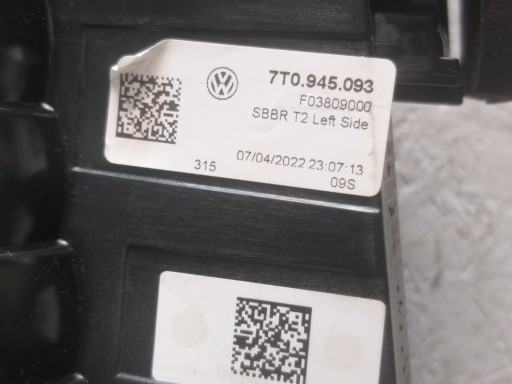 7T0.945.093
F03809000
SBBR T2 Left Side
07/04/2022 23:07:13
315
09S